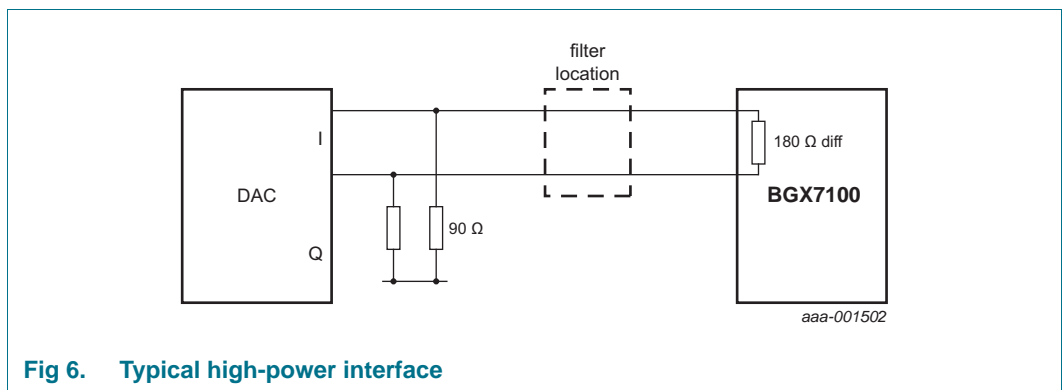 filter
location
I
180 Ω diff
DAC
BGX7100
90 Ω
Q
aaa-001502
Fig 6. Typical high-power interface